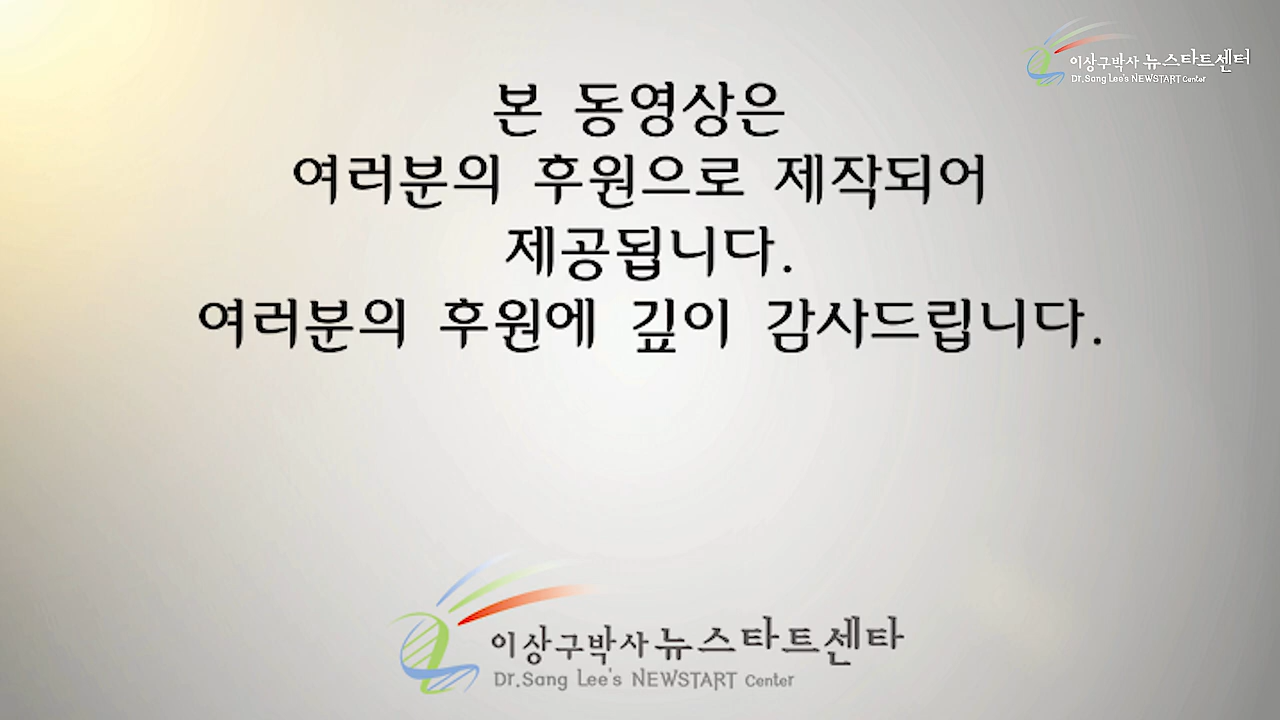 이상구박사 뉴스타트센터
Dr.Sang Lee's NEWSTART Center
본 동영상은
여러분의 후원으로 제작되어
제공됩니다.
여러분의 후원에 깊이 감사드립니다.
이상구박사 뉴스타트센타
Dr.Sang Lee's NEWSTART Center